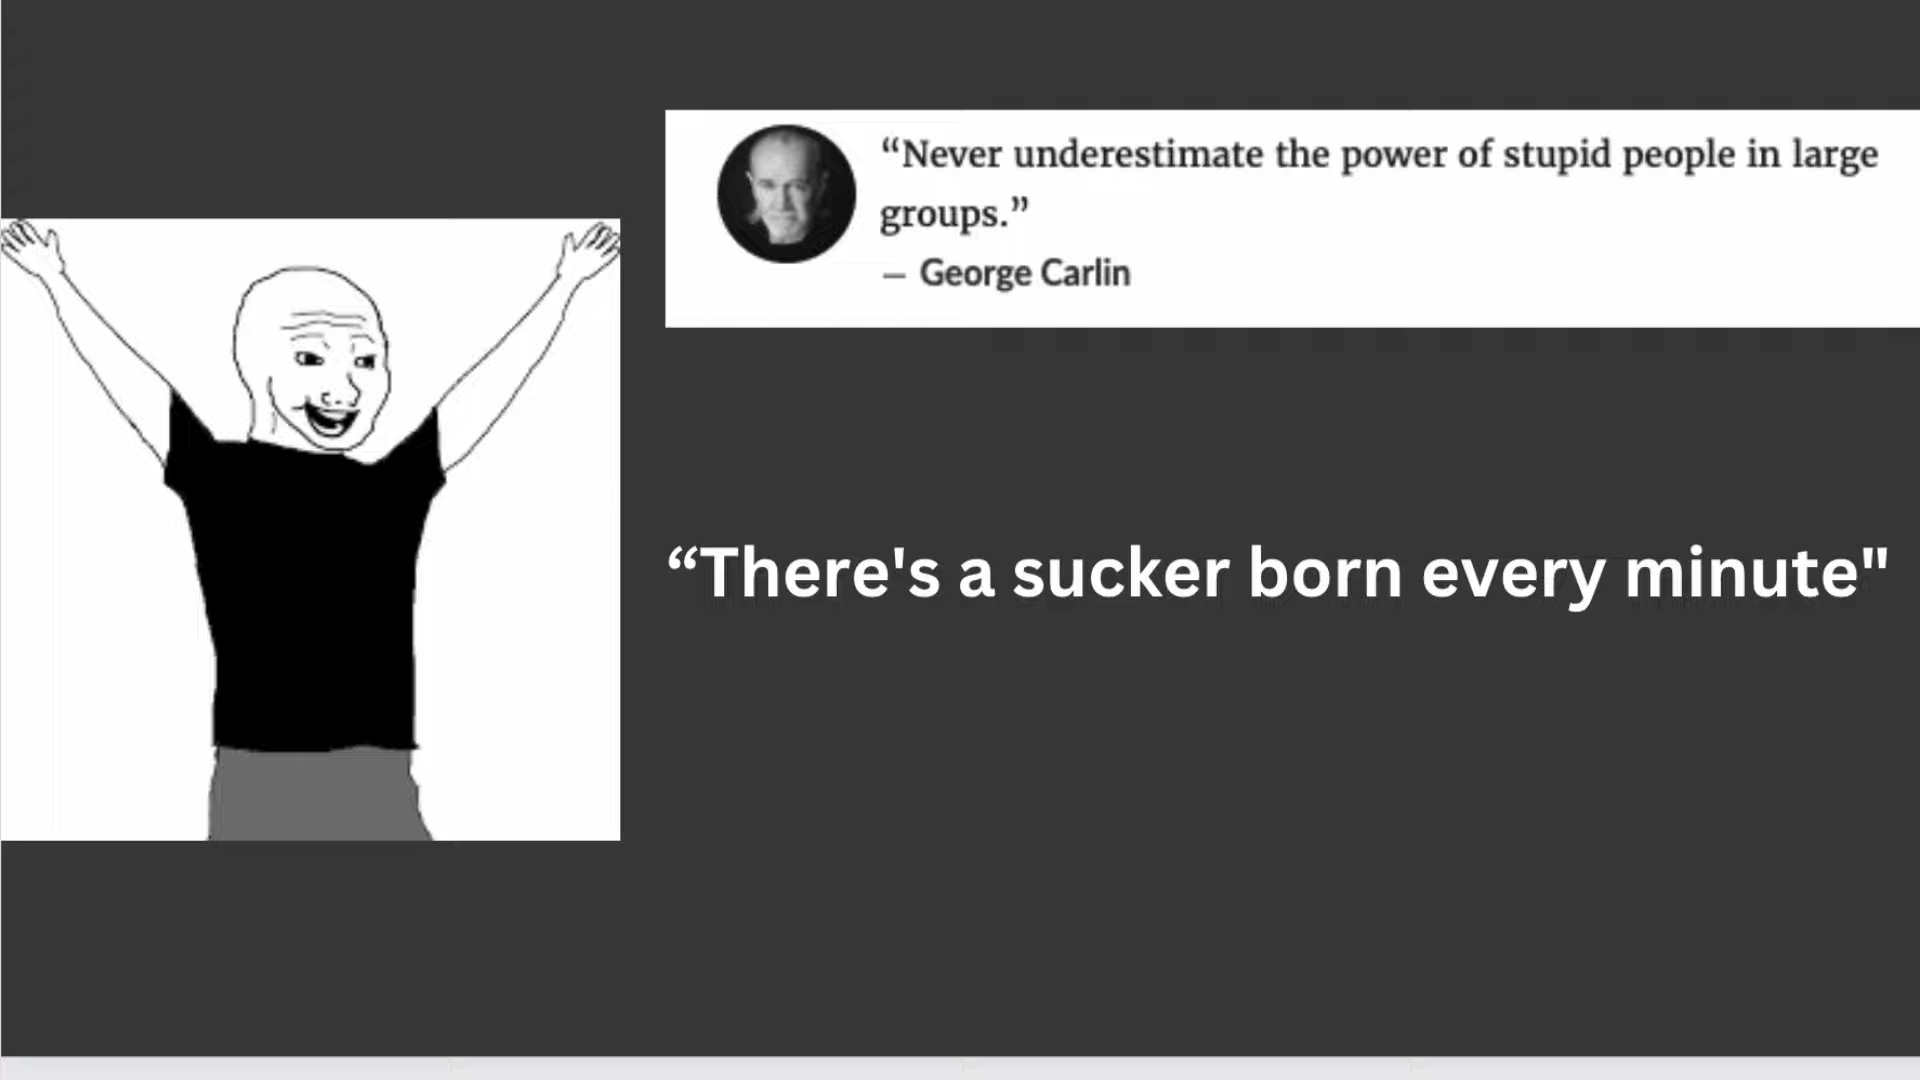 “Never underestimate the power of stupid people in large
groups.”
— George Carlin
“There's a sucker born every minute"